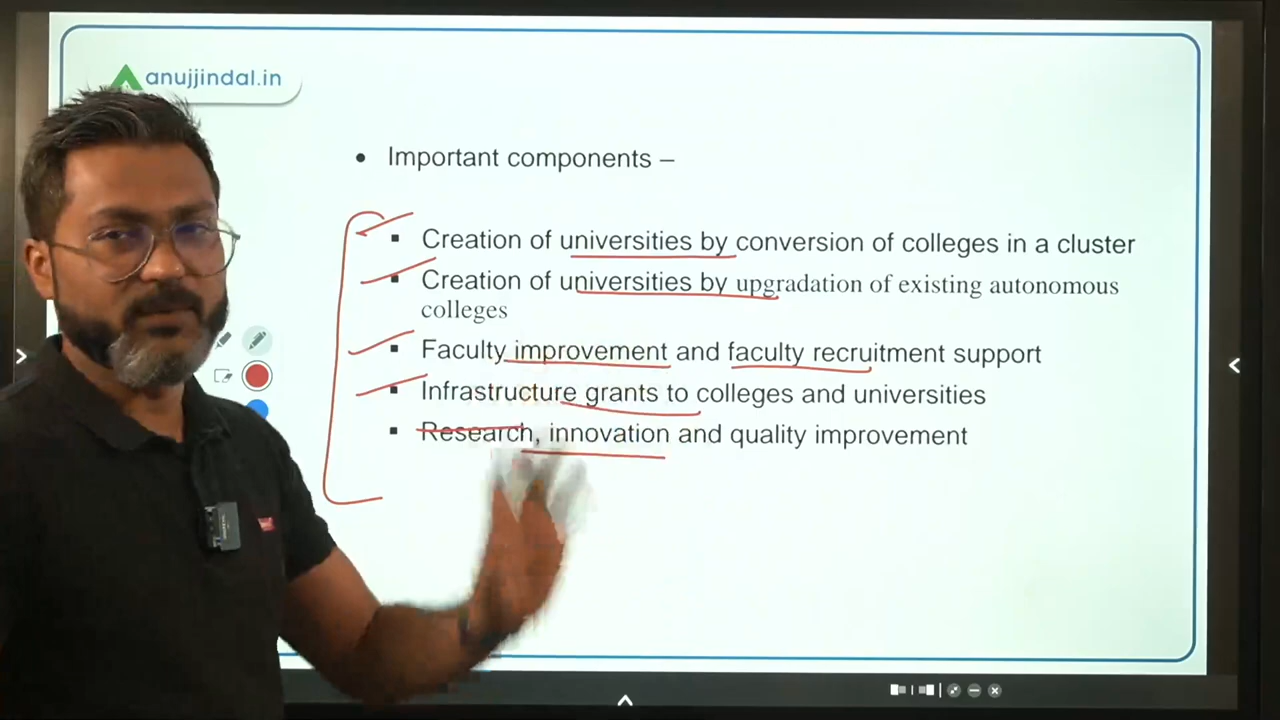 anujjindal.in
• Important components –
▪ Creation of universities by conversion of colleges in a cluster
▪ Creation of universities by upgradation of existing autonomous
colleges
▪ Faculty improvement and faculty recruitment support
▪ Infrastructure grants to colleges and universities
▪ Research, innovation and quality improvement